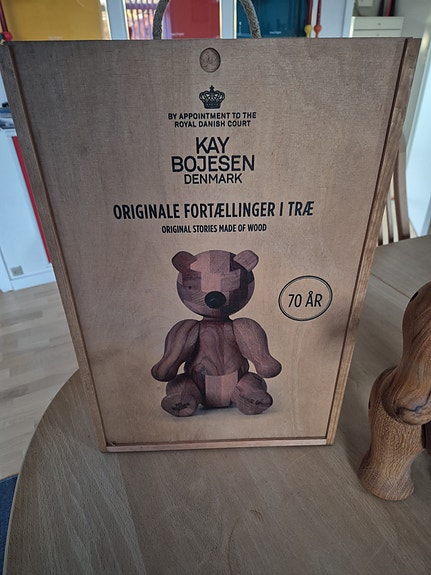 BY APPOINTMENT TO THE
ROYAL DANISH COURT
KAY
BOJESEN
DENMARK
ORIGINALE FORTÆLLINGER I TRÆ
ORIGINAL STORIES MADE OF WOOD
70 ÅR